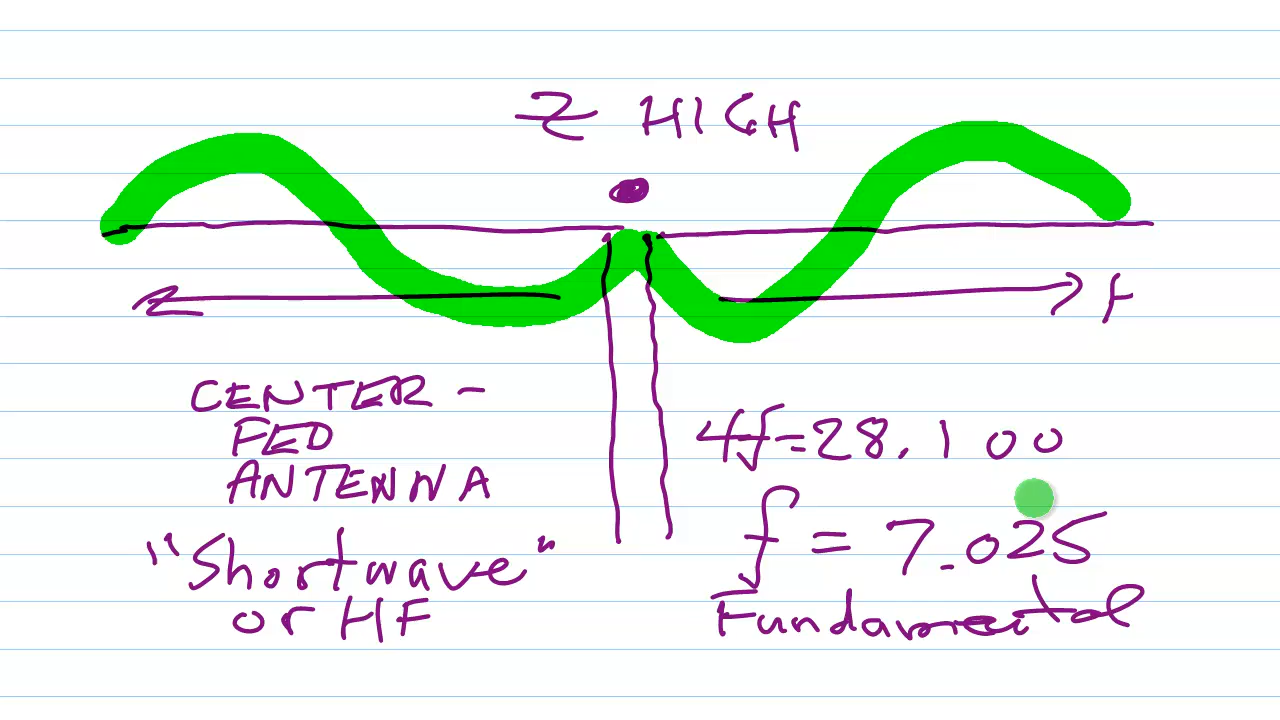 Z HIGH
CENTER-
FED
ANTENNA
"Shortwave"
or HF
4f=28.100
f = 7.025
Fundamental